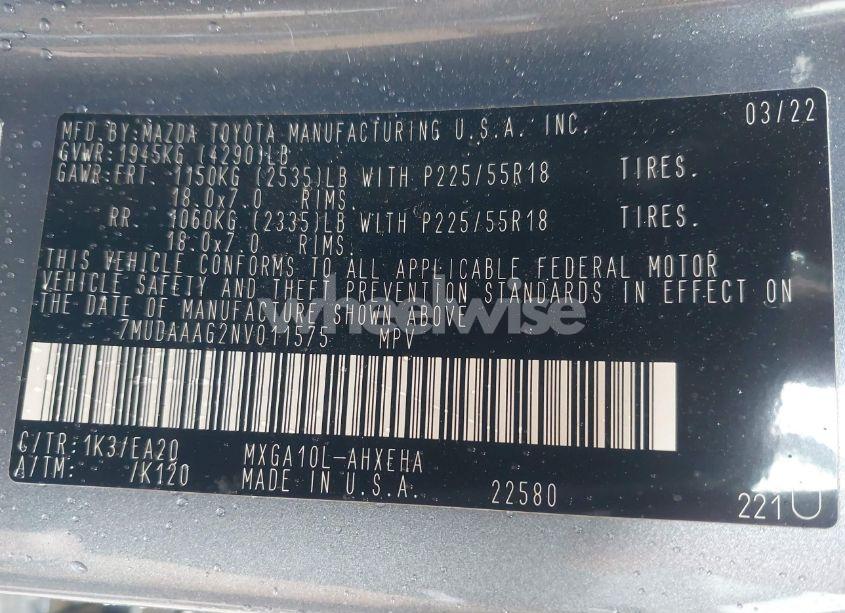 MFD BY:MAZDA TOYOTA MANUFACTURING U.S.A. INC. 03/22
GVWR:1945KG (4290)LB
GAWR:FRT. 1150KG (2535)LB WITH P225/55R18 TIRES.
18.0x7.0 RIMS.
RR. 1060KG (2335)LB WITH P225/55R18 TIRES.
18.0x7.0 RIMS.
THIS VEHICLE CONFORMS TO ALL APPLICABLE FEDERAL MOTOR
VEHICLE SAFETY AND THEFT PREVENTION STANDARDS IN EFFECT ON
THE DATE OF MANUFACTURE SHOWN ABOVE.
wheelwise
7MUDAAAG2NV011575 MPV
C/TR:1K3/EA20 MXGA10L-AHXEHA
A/TM: /K120 MADE IN U.S.A. 22580 221U